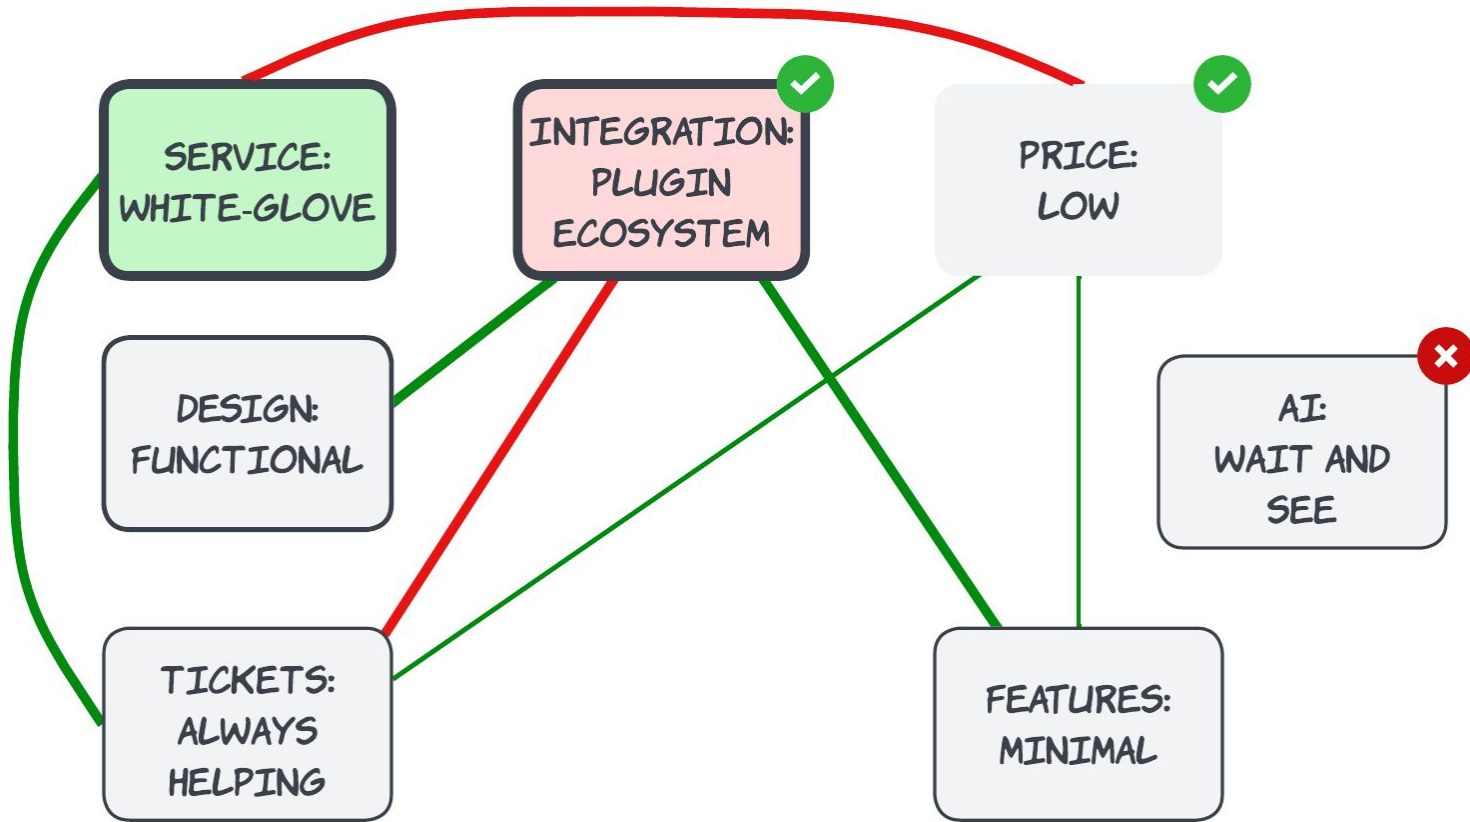 SERVICE:
WHITE-GLOVE
INTEGRATION:
PLUGIN
ECOSYSTEM
PRICE:
LOW
DESIGN:
FUNCTIONAL
AI:
WAIT AND
SEE
TICKETS:
ALWAYS
HELPING
FEATURES:
MINIMAL